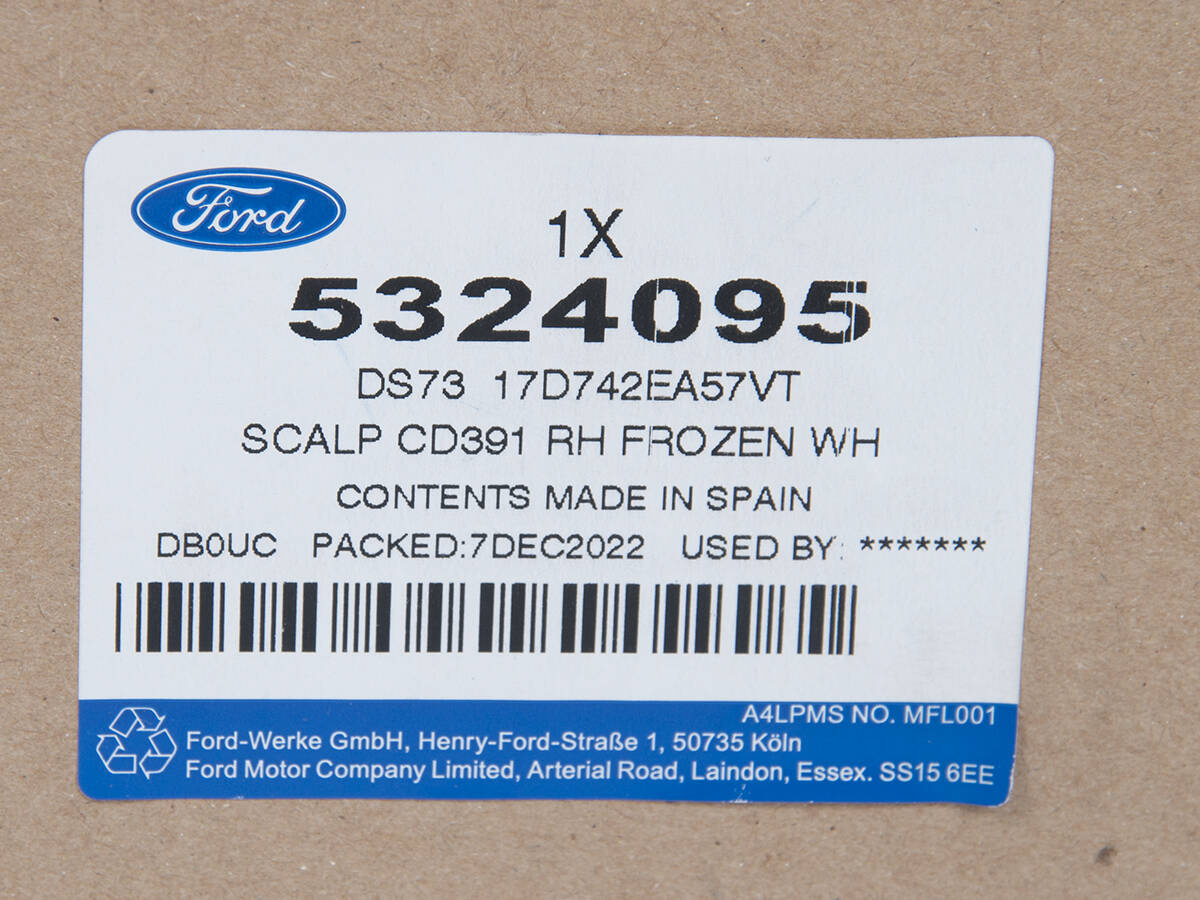 Ford
1X
5324095
DS73 17D742EA57VT
SCALP CD391 RH FROZEN WH
CONTENTS MADE IN SPAIN
DB0UC PACKED:7DEC2022 USED BY: *******
A4LPMS NO. MFL001
Ford-Werke GmbH, Henry-Ford-Straße 1, 50735 Köln
Ford Motor Company Limited, Arterial Road, Laindon, Essex. SS15 6EE